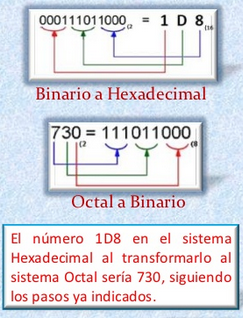 000111011000(2 = 1 D 8(16
Binario a Hexadecimal
730 = 111011000
(2 (8
Octal a Binario
El número 1D8 en el sistema
Hexadecimal al transformarlo al
sistema Octal sería 730, siguiendo
los pasos ya indicados.